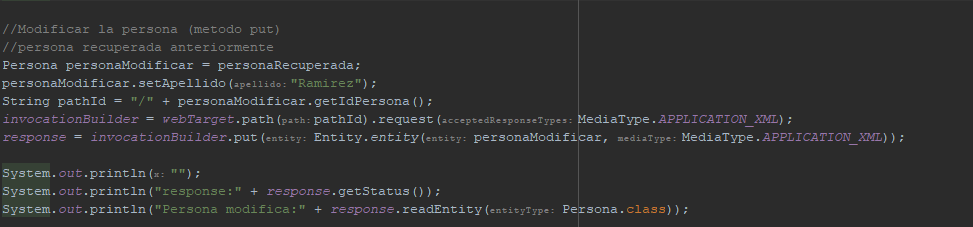 //Modificar la persona (metodo put)
//persona recuperada anteriormente
Persona personaModificar = personaRecuperada;
personaModificar.setApellido( apellido: "Ramirez");
String pathId = "/" + personaModificar.getIdPersona();
invocationBuilder = webTarget.path( path: pathId).request( acceptedResponseTypes: MediaType.APPLICATION_XML);
response = invocationBuilder.put( entity: Entity.entity( entity: personaModificar, mediaType: MediaType.APPLICATION_XML));
System.out.println( x: "");
System.out.println("response:" + response.getStatus());
System.out.println("Persona modifica:" + response.readEntity( entityType: Persona.class));